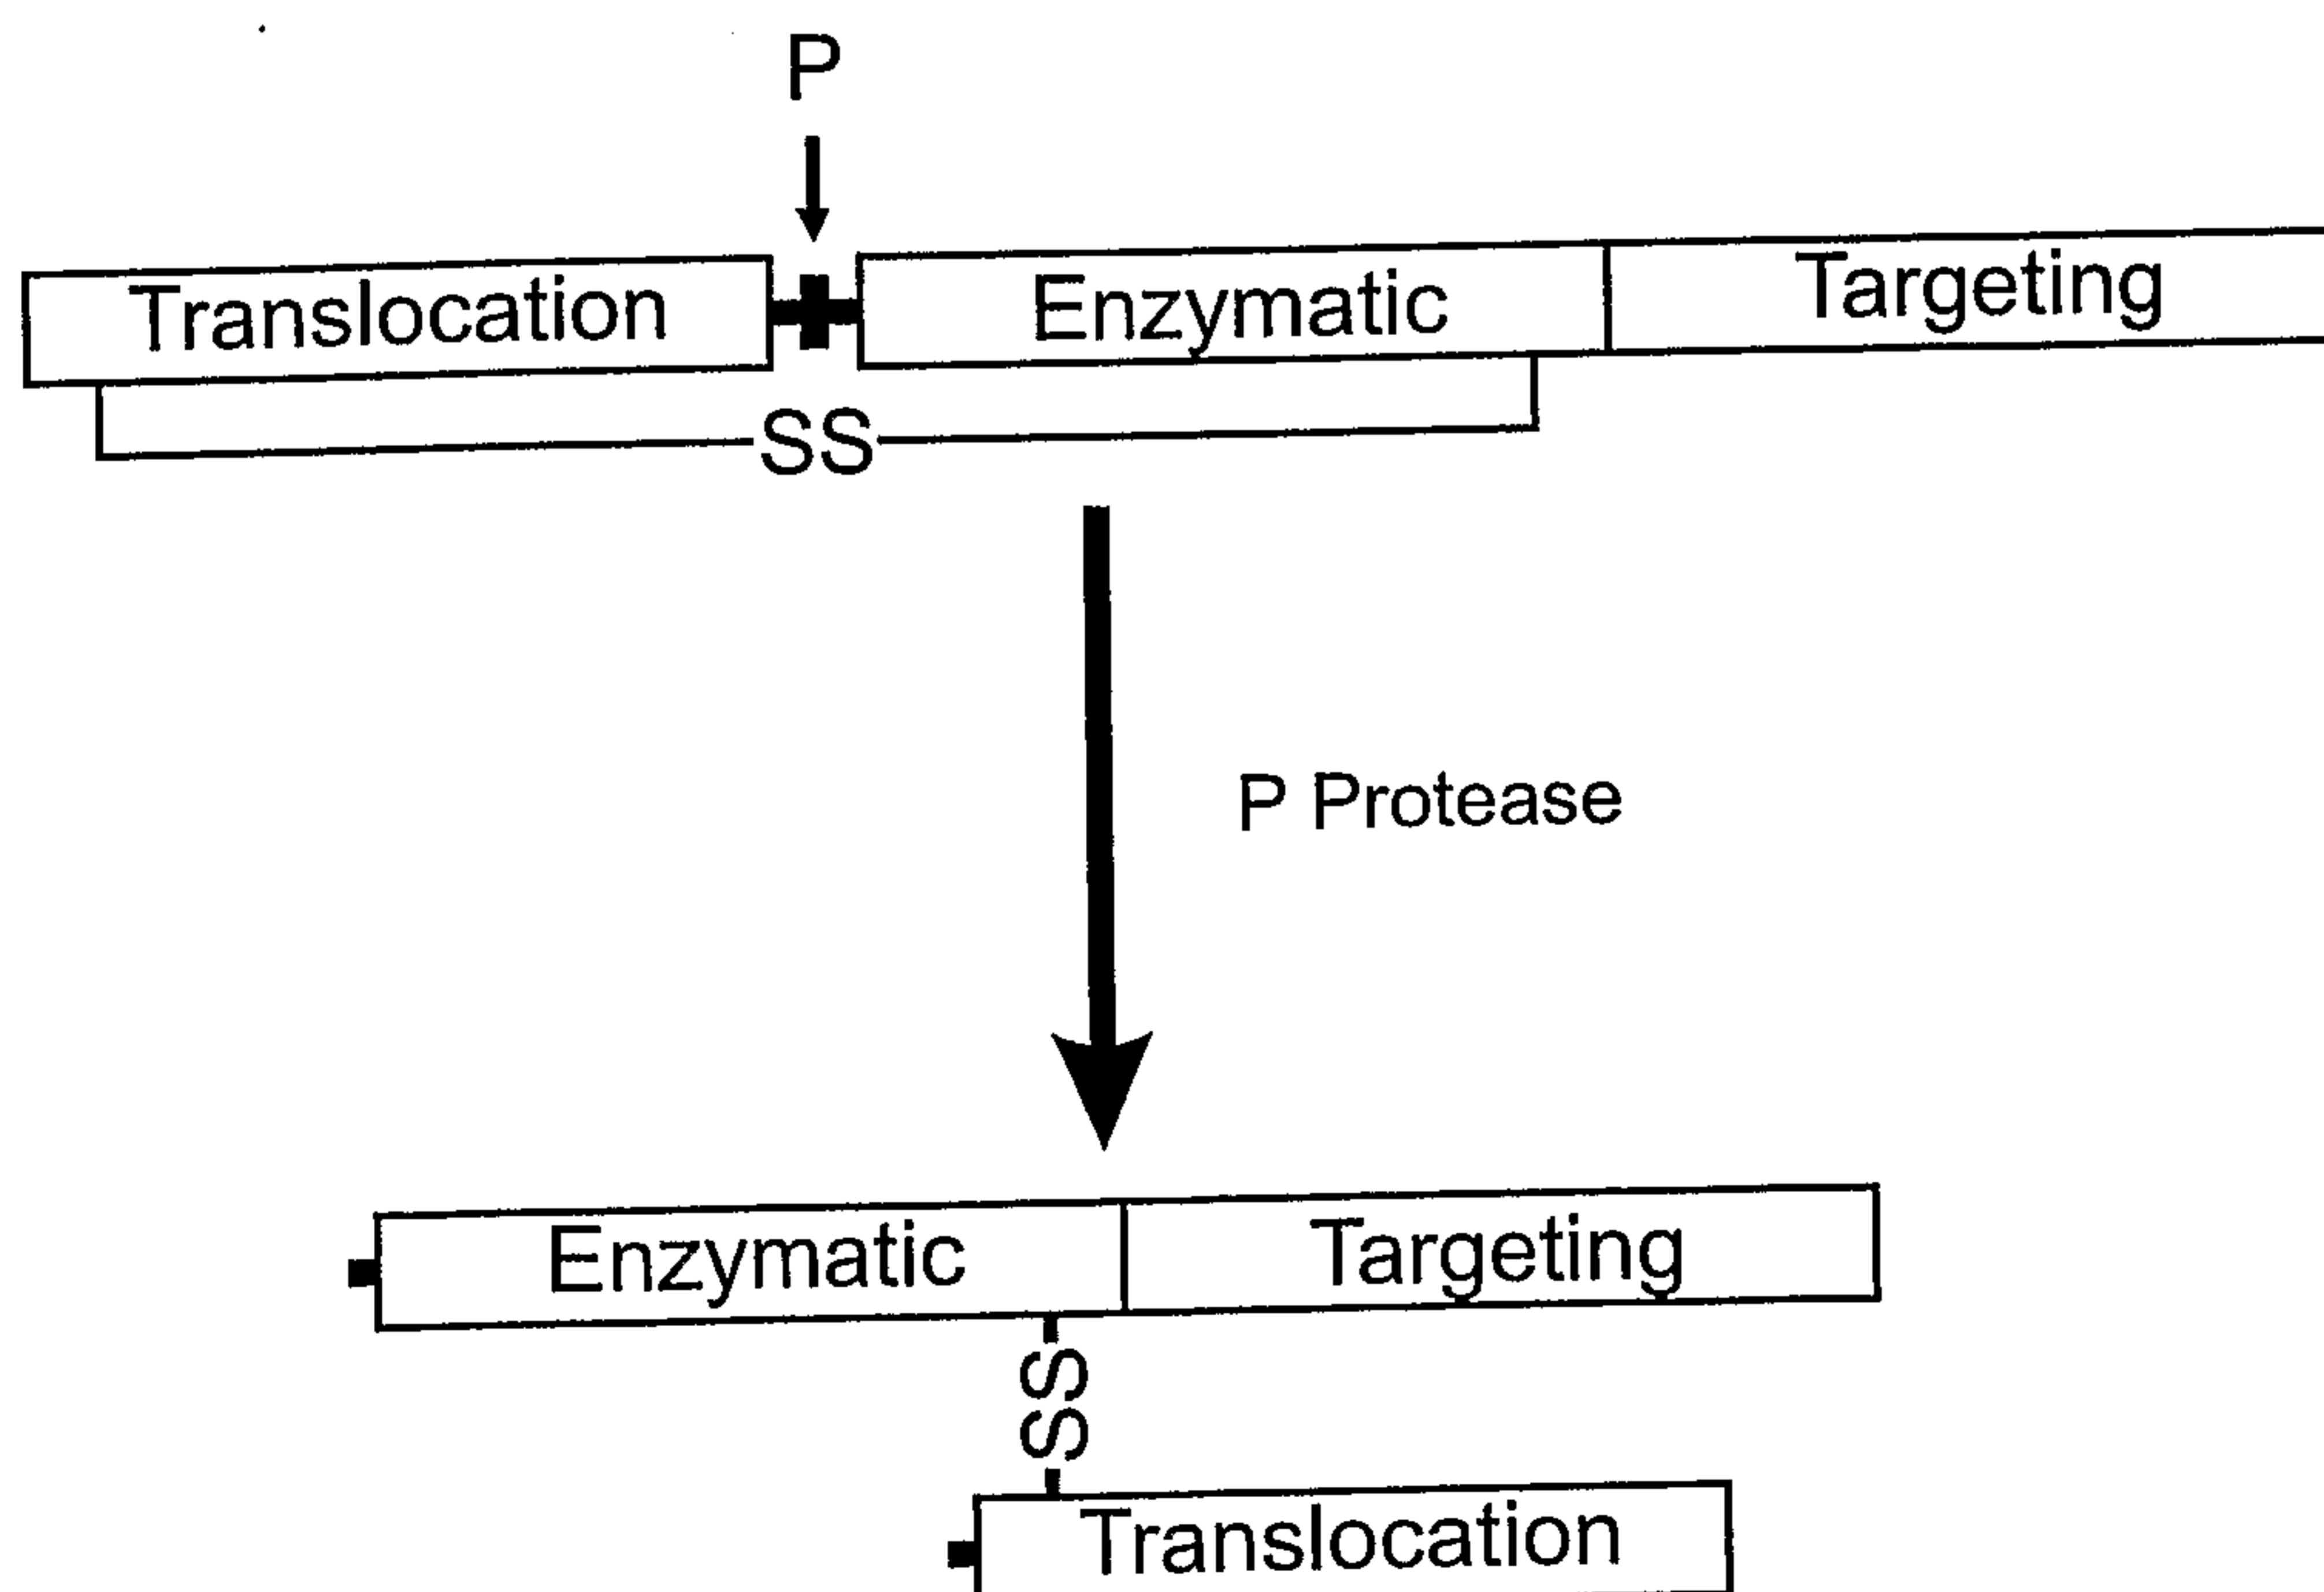 P
Translocation Enzymatic Targeting
SS
P Protease
Enzymatic Targeting
SS
Translocation